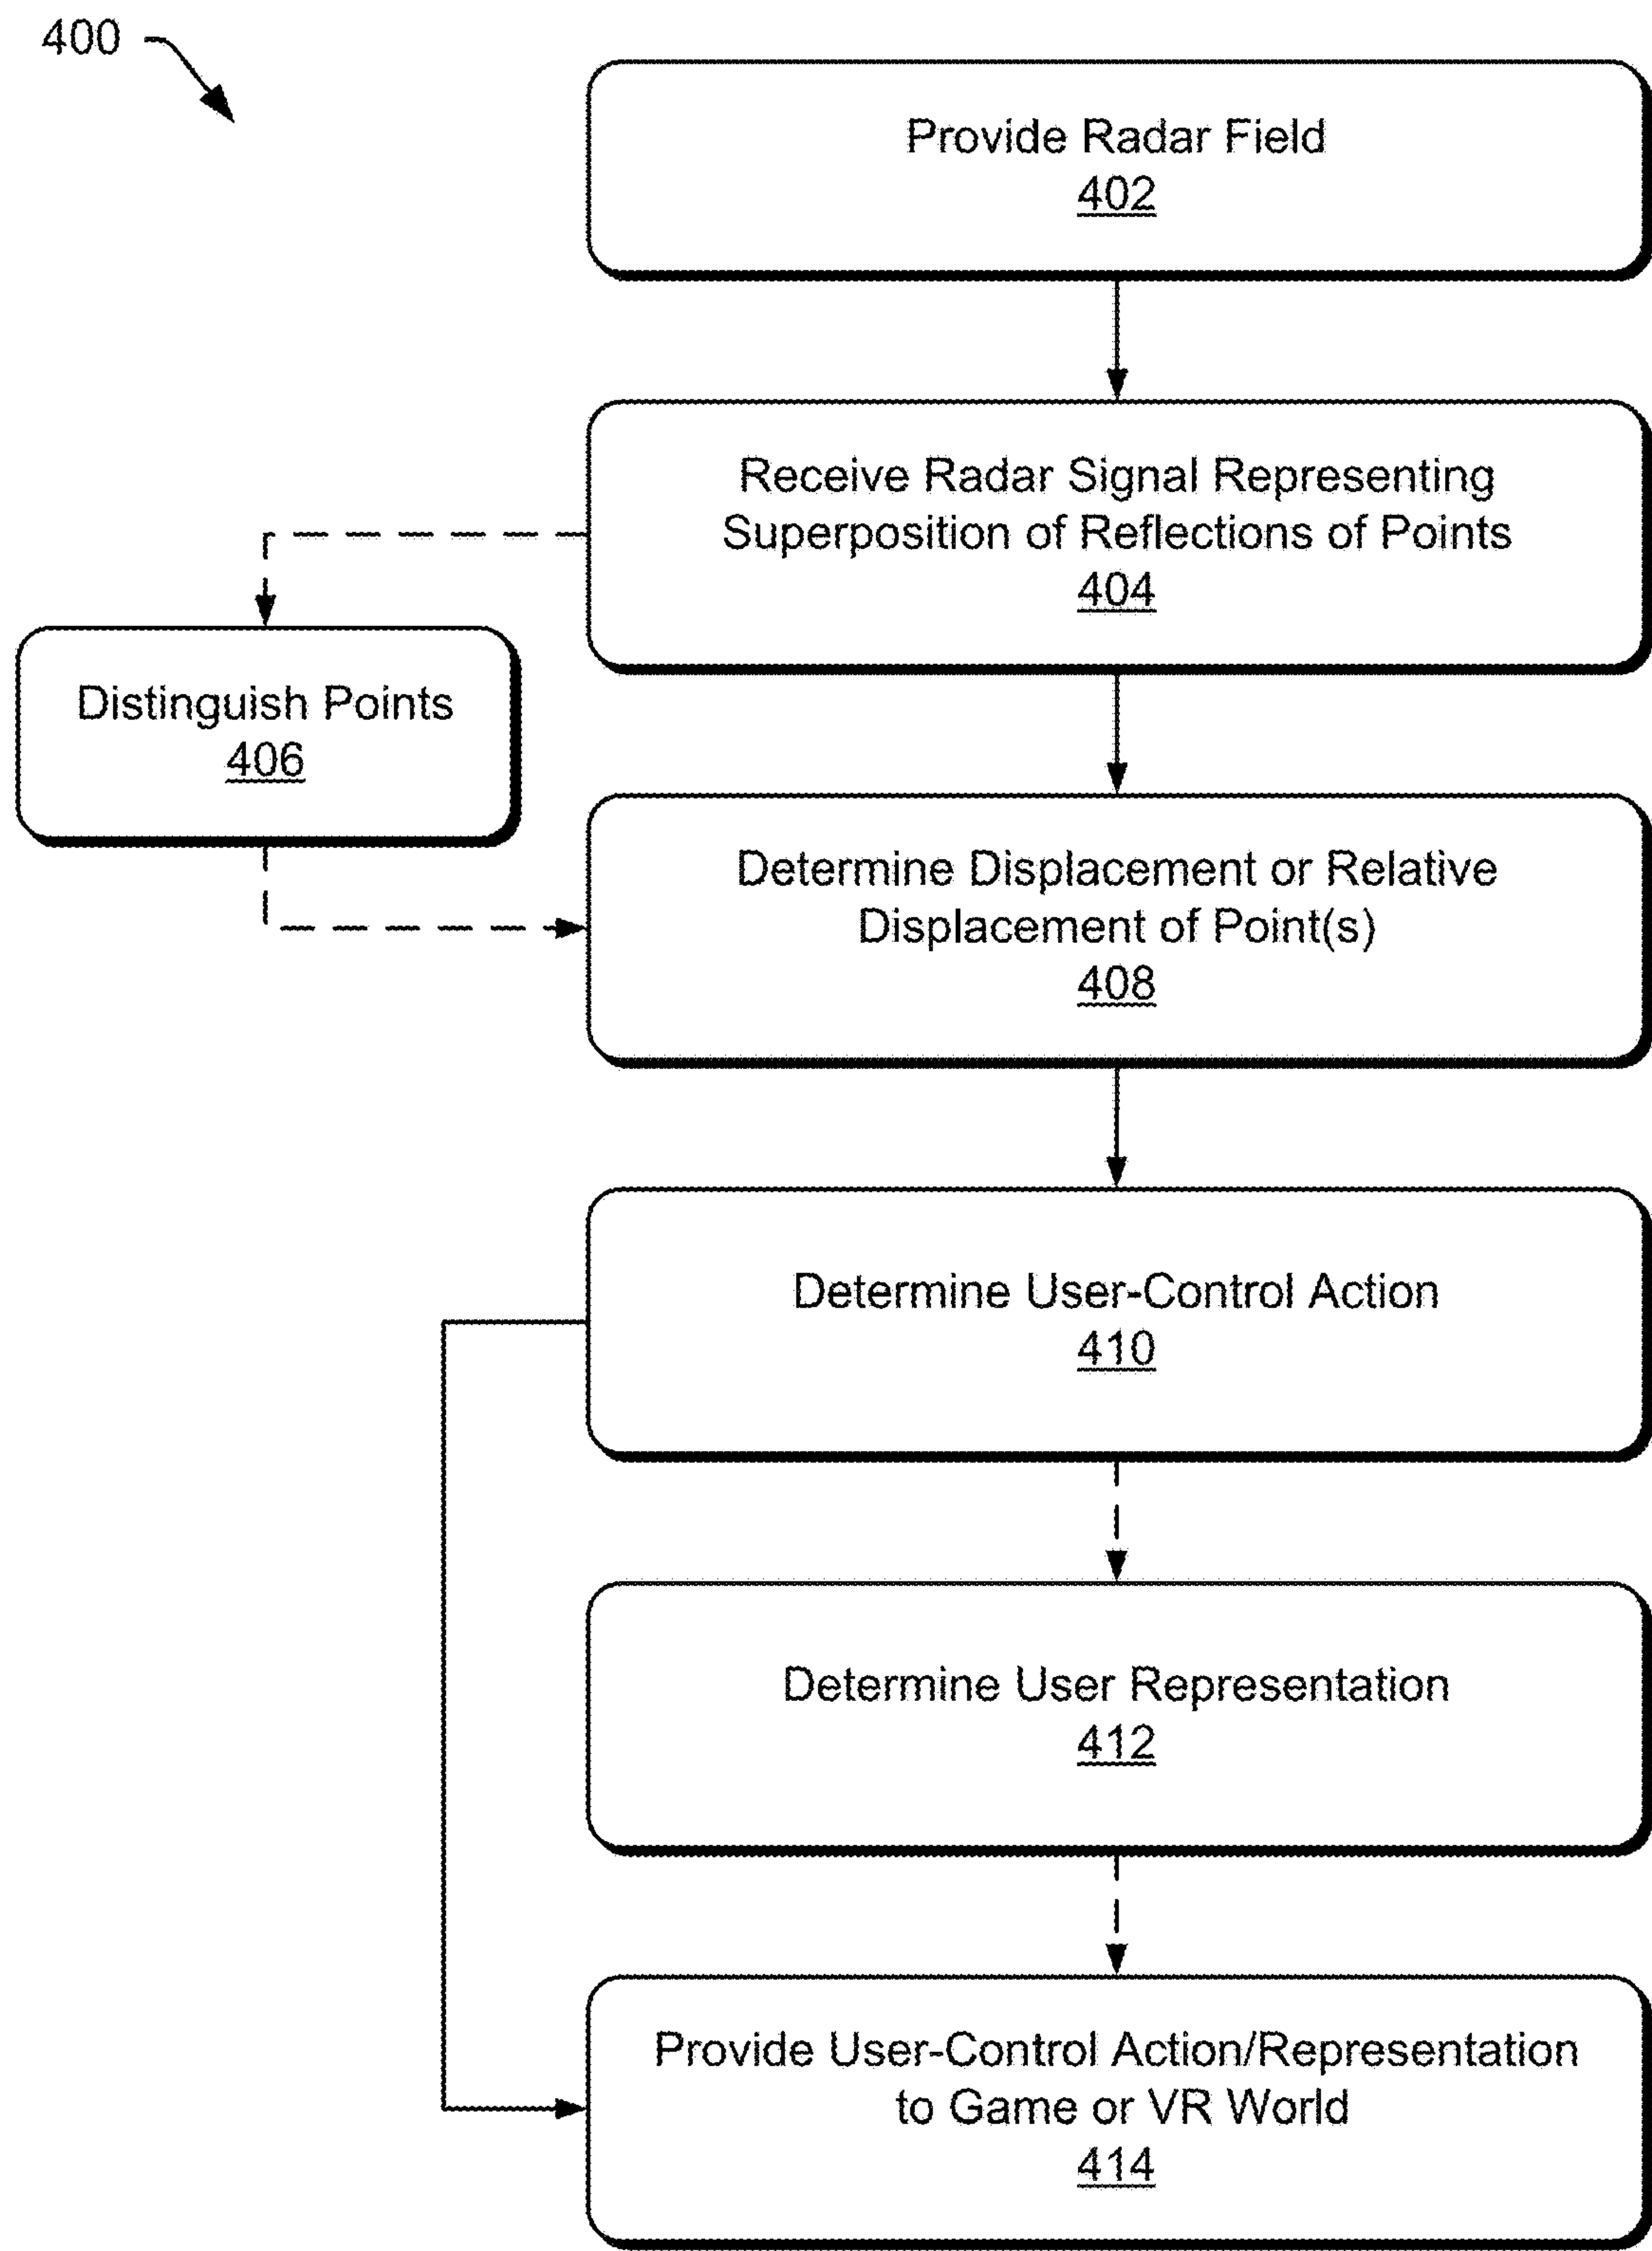 400
Provide Radar Field
402
Receive Radar Signal Representing
Superposition of Reflections of Points
404
Distinguish Points
406
Determine Displacement or Relative
Displacement of Point(s)
408
Determine User-Control Action
410
Determine User Representation
412
Provide User-Control Action/Representation
to Game or VR World
414